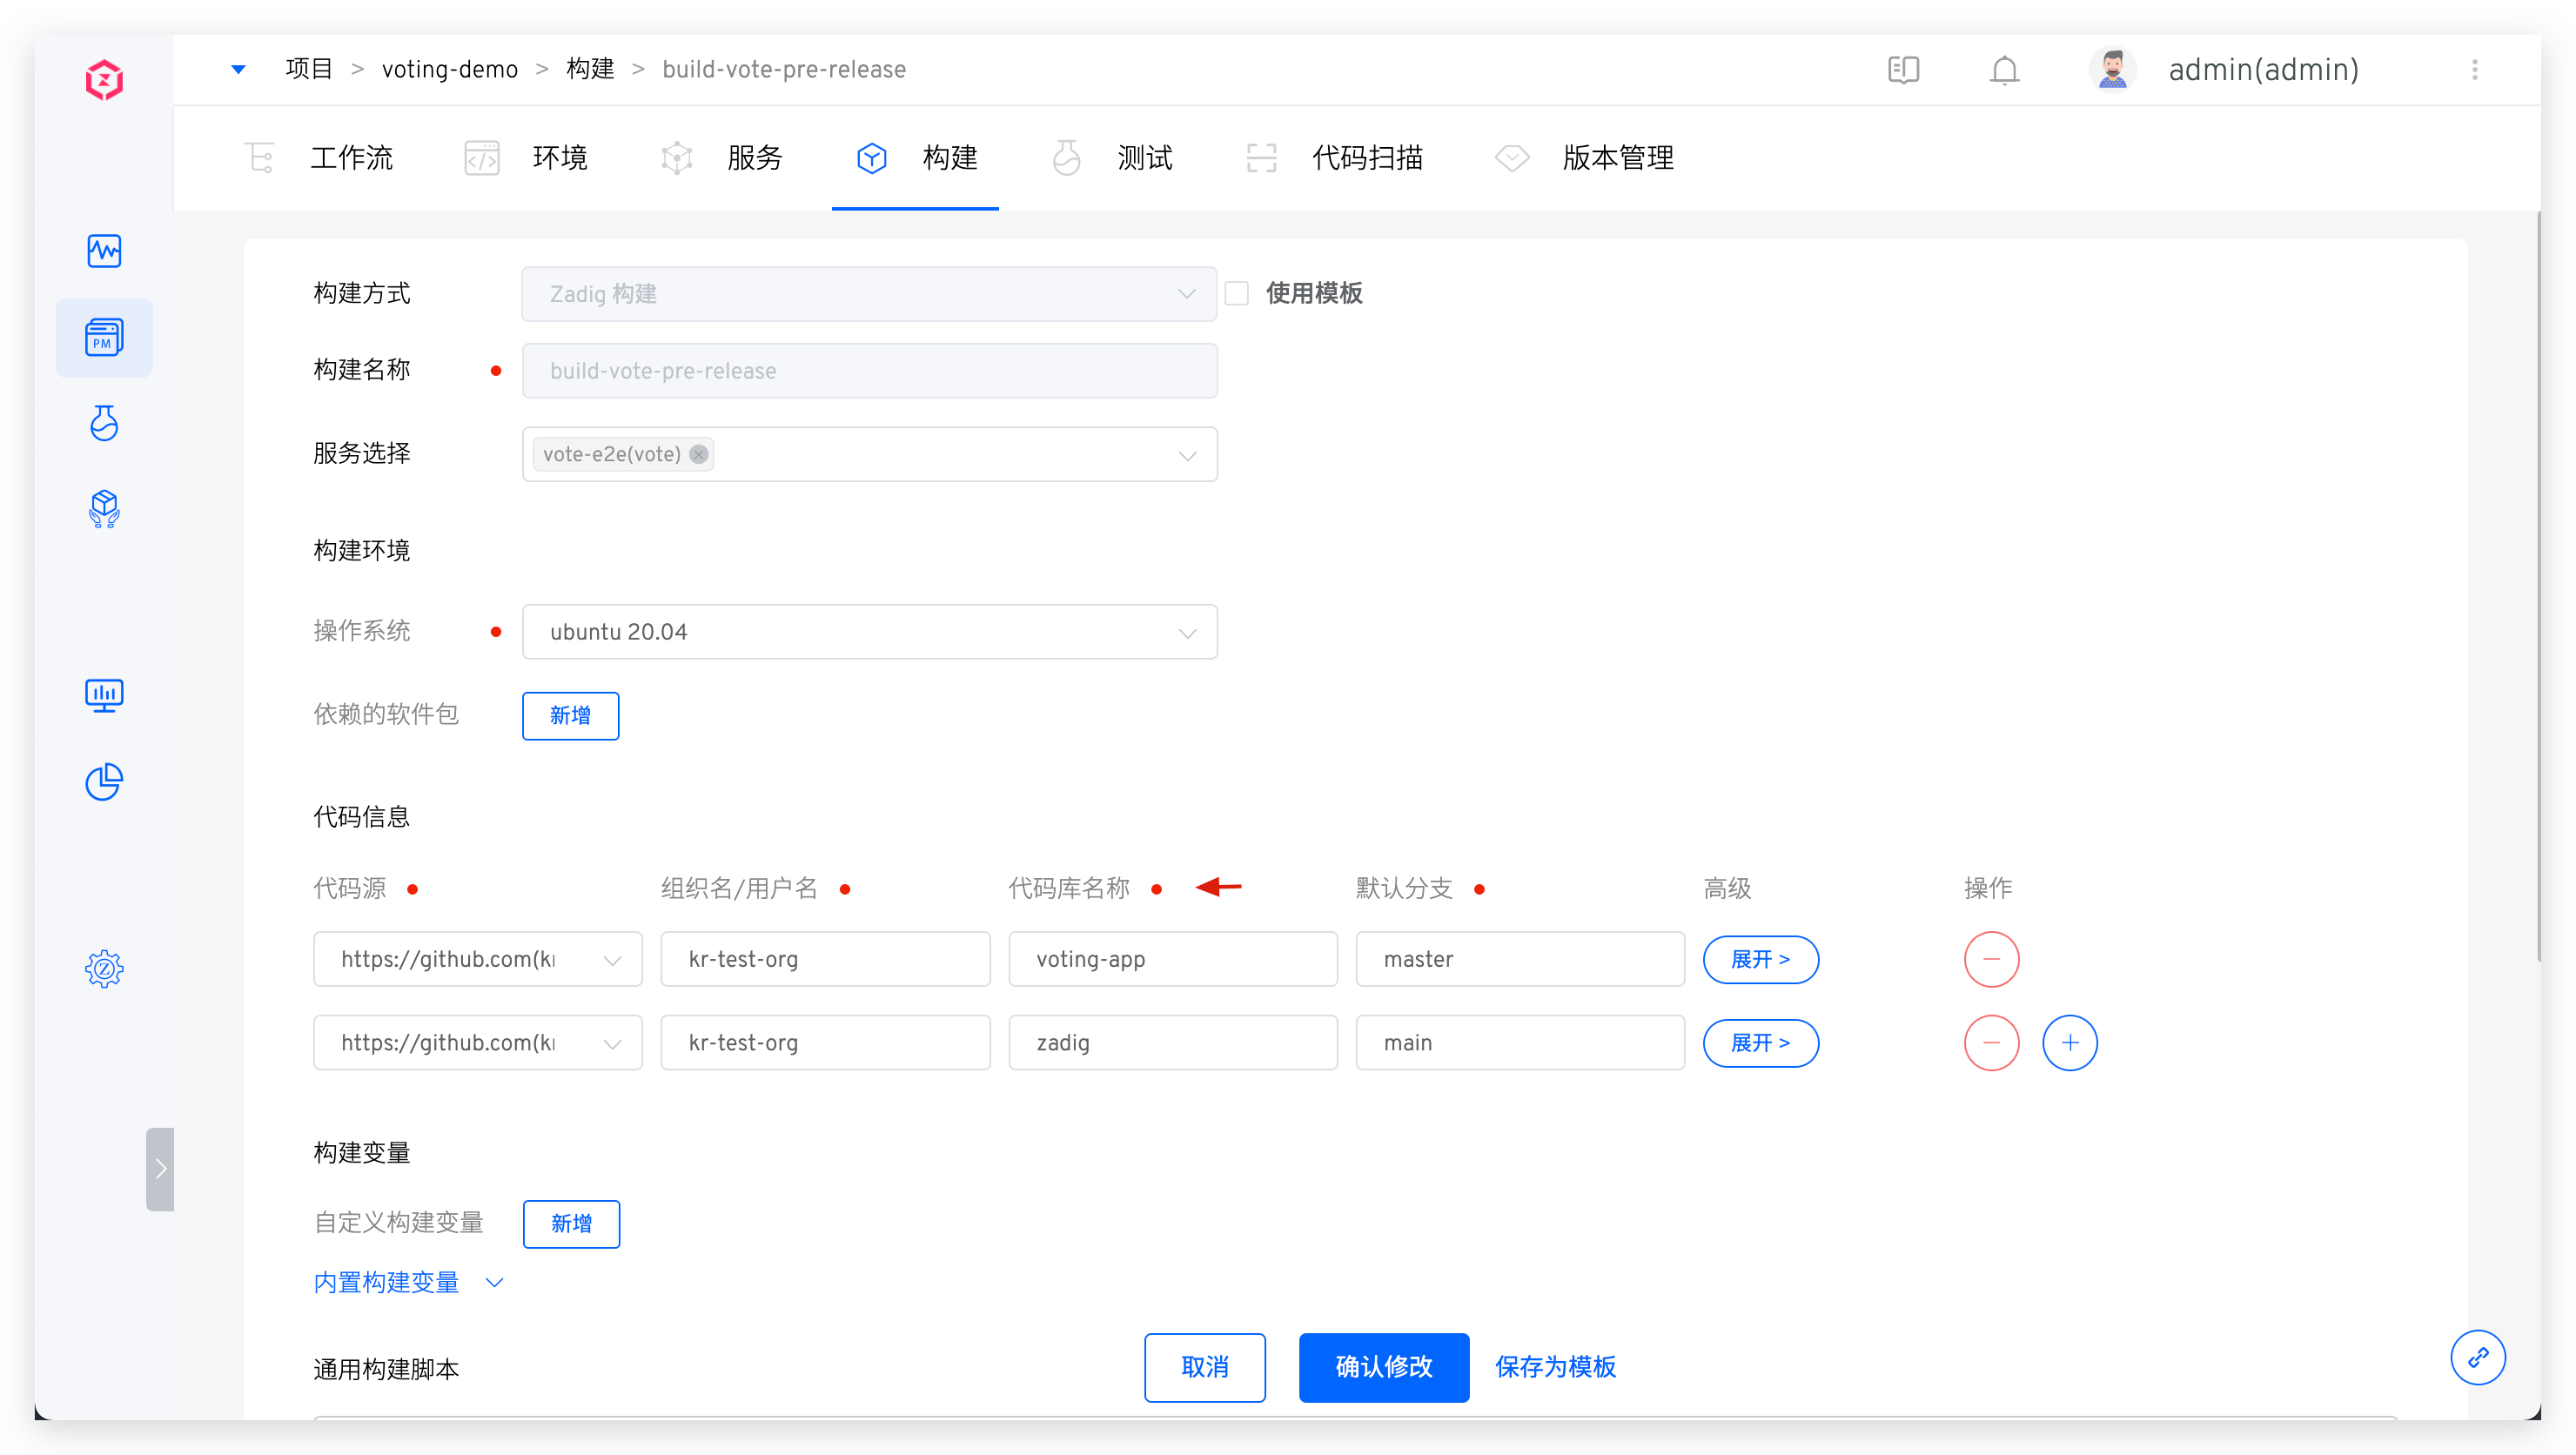 项目 > voting-demo > 构建 > build-vote-pre-release
admin(admin)
工作流 环境 服务 构建 测试 代码扫描 版本管理
PM
构建方式 Zadig 构建 使用模板
构建名称 build-vote-pre-release
服务选择 vote-e2e(vote)
构建环境
操作系统 ubuntu 20.04
依赖的软件包 新增
代码信息
代码源 组织名/用户名 代码库名称 默认分支 高级 操作
https://github.com(k kr-test-org voting-app master 展开 >
https://github.com(k kr-test-org zadig main 展开 >
构建变量
自定义构建变量 新增
内置构建变量
通用构建脚本
取消 确认修改 保存为模板